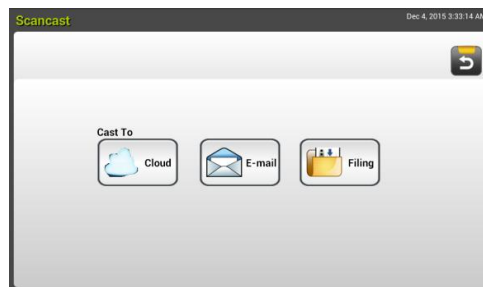 Scancast
Dec 4, 2015 3:33:14 AM
Cast To
Cloud
E-mail
Filing